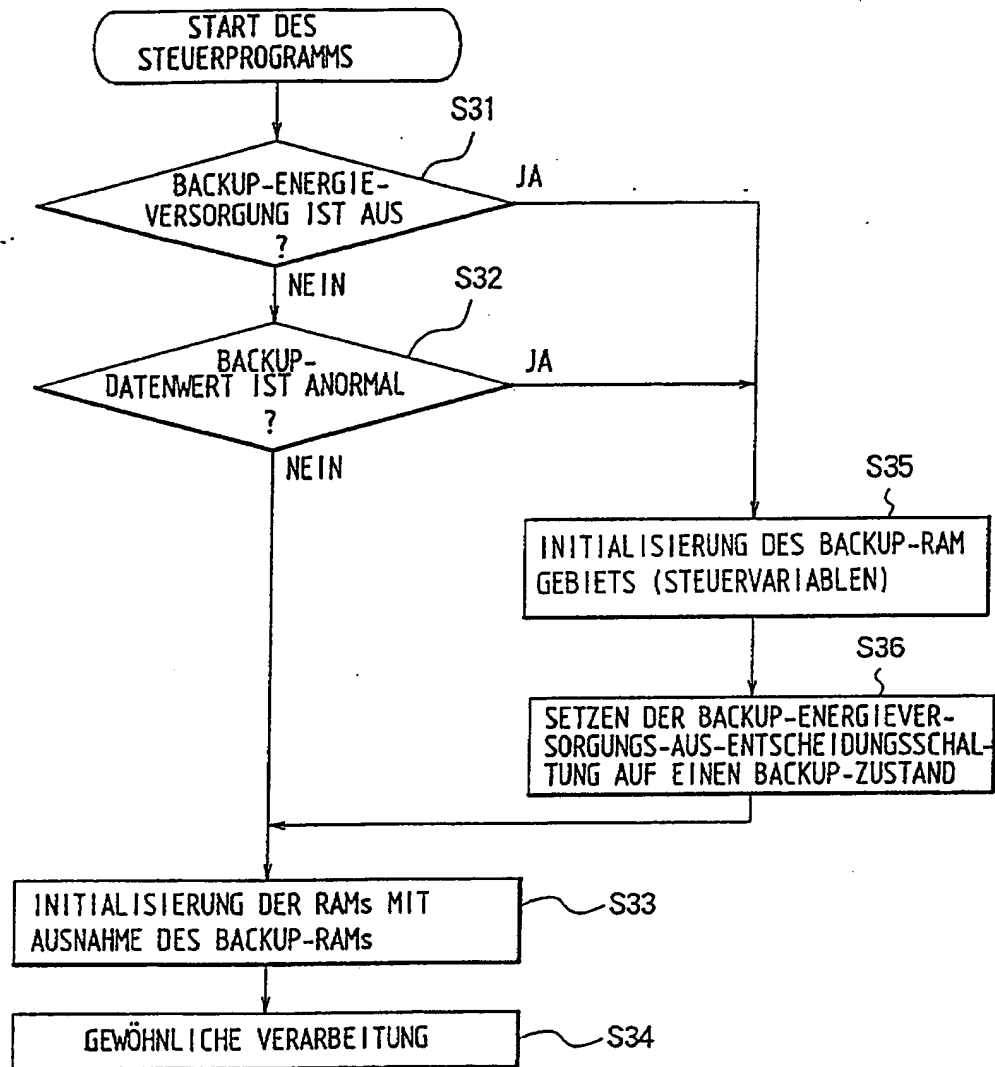 START DES
STEUERPROGRAMMS
S31
BACKUP-ENERGIE-
VERSORGUNG IST AUS
?
JA
NEIN
S32
BACKUP-
DATENWERT IST ANORMAL
?
JA
NEIN
S35
INITIALISIERUNG DES BACKUP-RAM
GEBIETS (STEUERVARIABLEN)
S36
SETZEN DER BACKUP-ENERGIEVER-
SORGUNGS-AUS-ENTSCHEIDUNGSSCHAL-
TUNG AUF EINEN BACKUP-ZUSTAND
INITIALISIERUNG DER RAMs MIT
AUSNAHME DES BACKUP-RAMs
S33
GEWÖHNLICHE VERARBEITUNG
S34